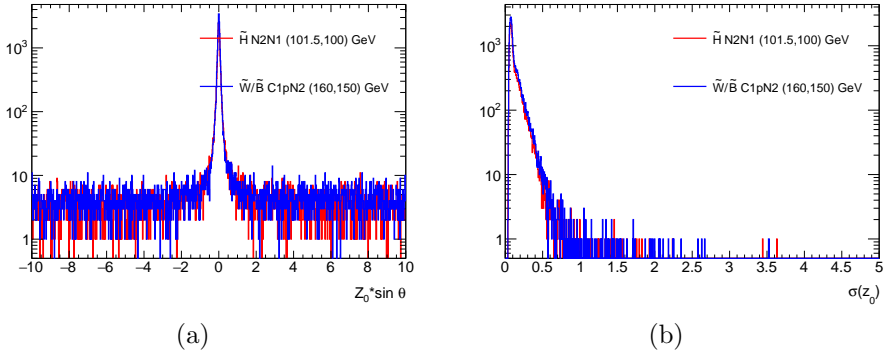 10³
10²
10
1
−10 −8 −6 −4 −2 0 2 4 6 8 10
Z₀*sin θ
H̃ N2N1 (101.5,100) GeV
W̃/B̃ C1pN2 (160,150) GeV
(a)
10³
10²
10
1
0 0.5 1 1.5 2 2.5 3 3.5 4 4.5 5
σ(z₀)
H̃ N2N1 (101.5,100) GeV
W̃/B̃ C1pN2 (160,150) GeV
(b)